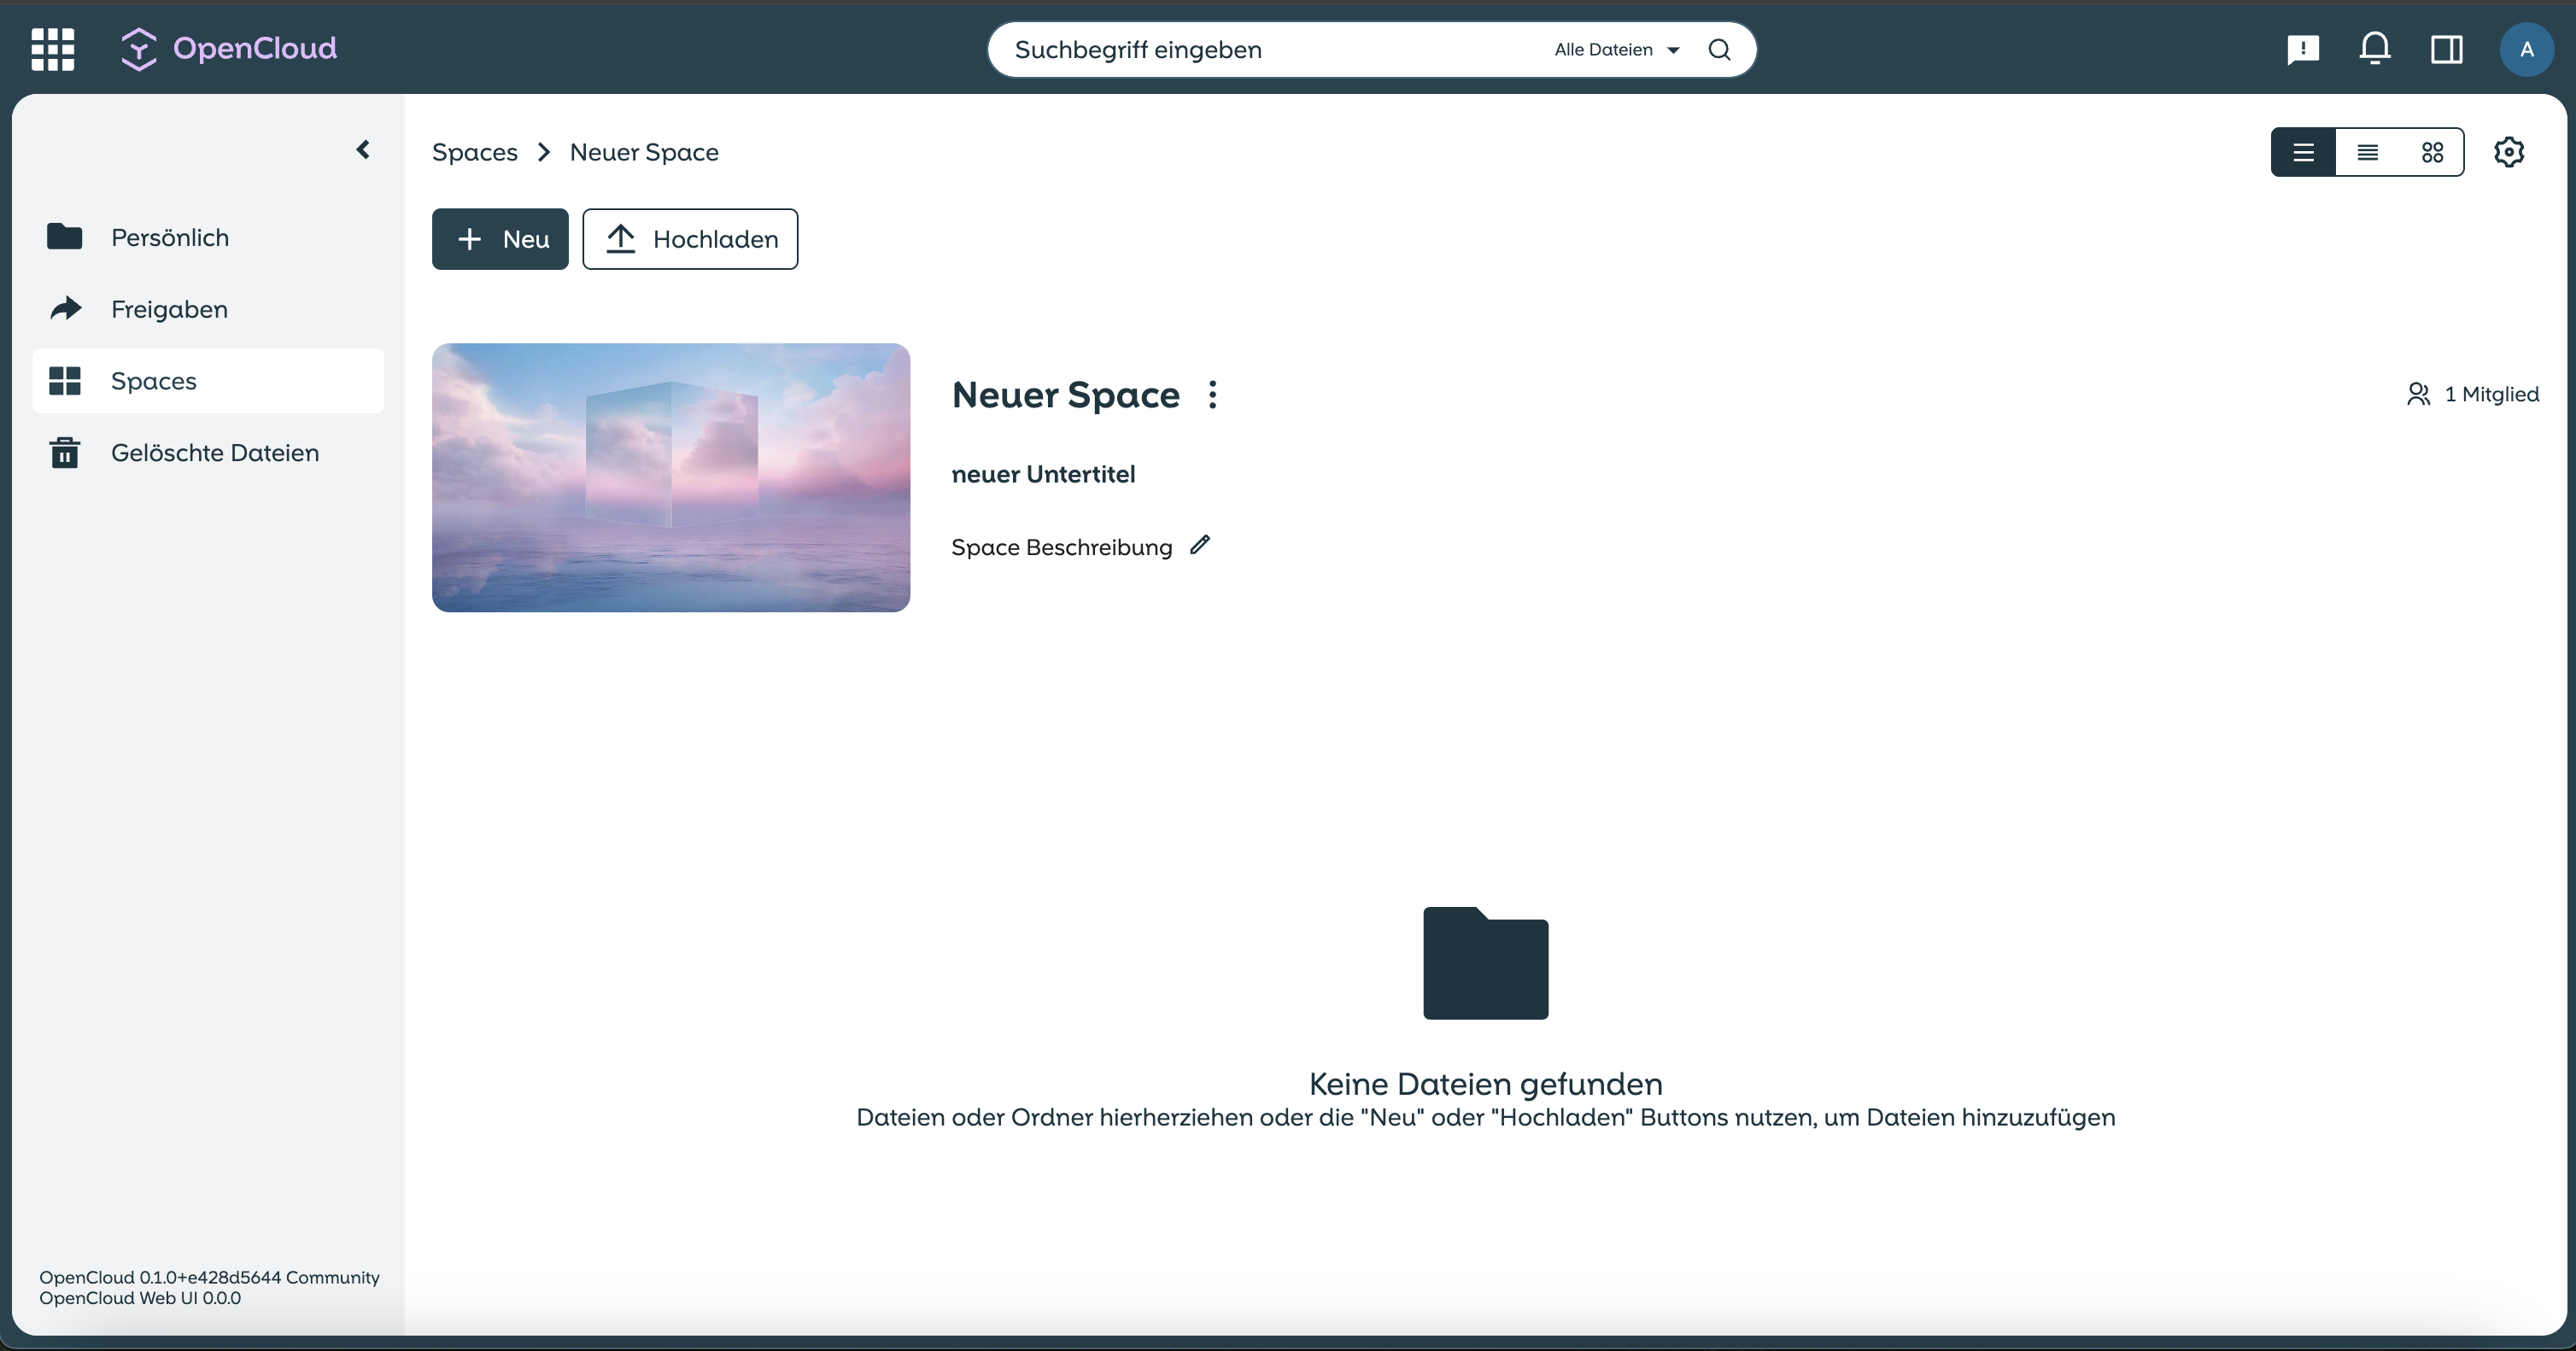 OpenCloud
Suchbegriff eingeben
Alle Dateien
A
Spaces
Neuer Space
Persönlich
Freigaben
Spaces
Gelöschte Dateien
Neu
Hochladen
Neuer Space
1 Mitglied
neuer Untertitel
Space Beschreibung
Keine Dateien gefunden
Dateien oder Ordner hierherziehen oder die "Neu" oder "Hochladen" Buttons nutzen, um Dateien hinzuzufügen
OpenCloud 0.1.0+e428d5644 Community
OpenCloud Web UI 0.0.0